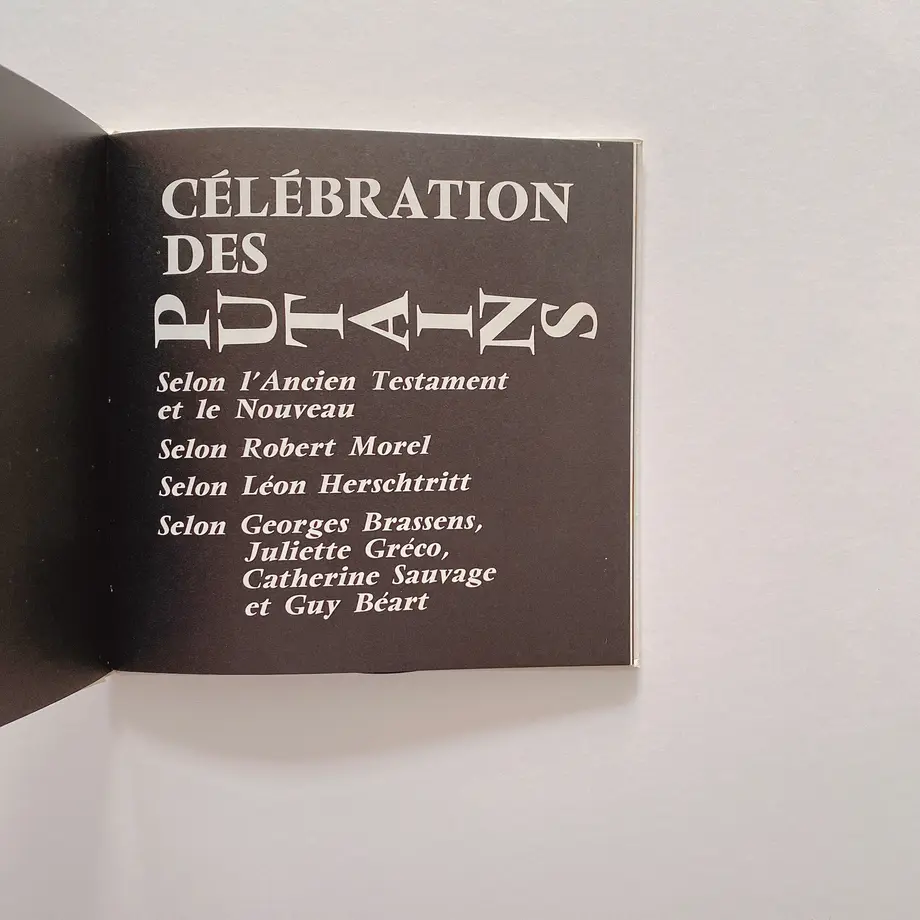 CÉLÉBRATION
DES
PUTAINS
Selon l'Ancien Testament
et le Nouveau
Selon Robert Morel
Selon Léon Herschtritt
Selon Georges Brassens,
Juliette Gréco,
Catherine Sauvage
et Guy Béart